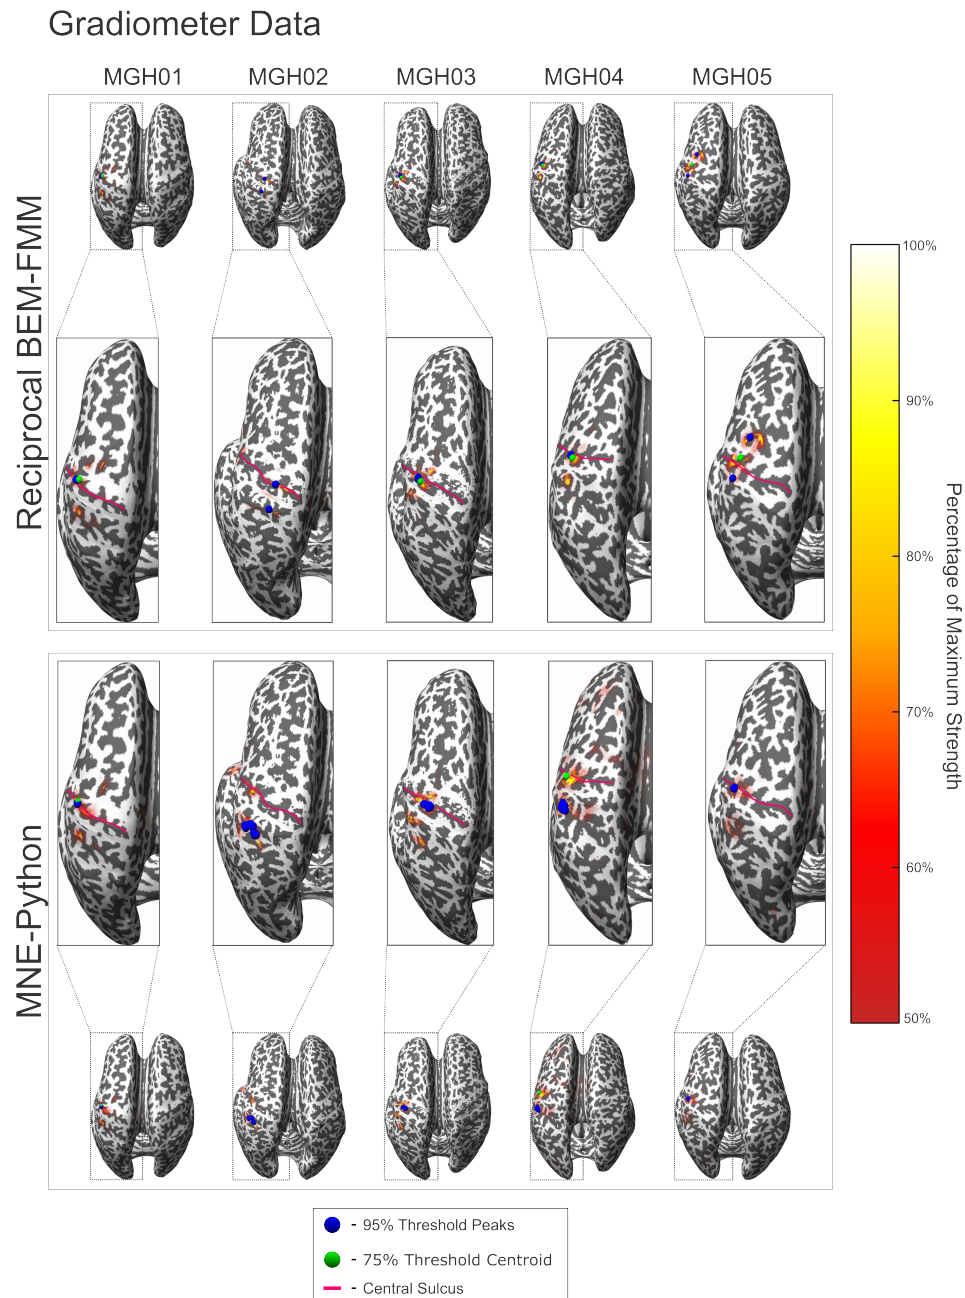 Gradiometer Data
MGH01 MGH02 MGH03 MGH04 MGH05
Reciprocal BEM-FMM
MNE-Python
100%
90%
80%
70%
60%
50%
Percentage of Maximum Strength
- 95% Threshold Peaks
- 75% Threshold Centroid
- Central Sulcus